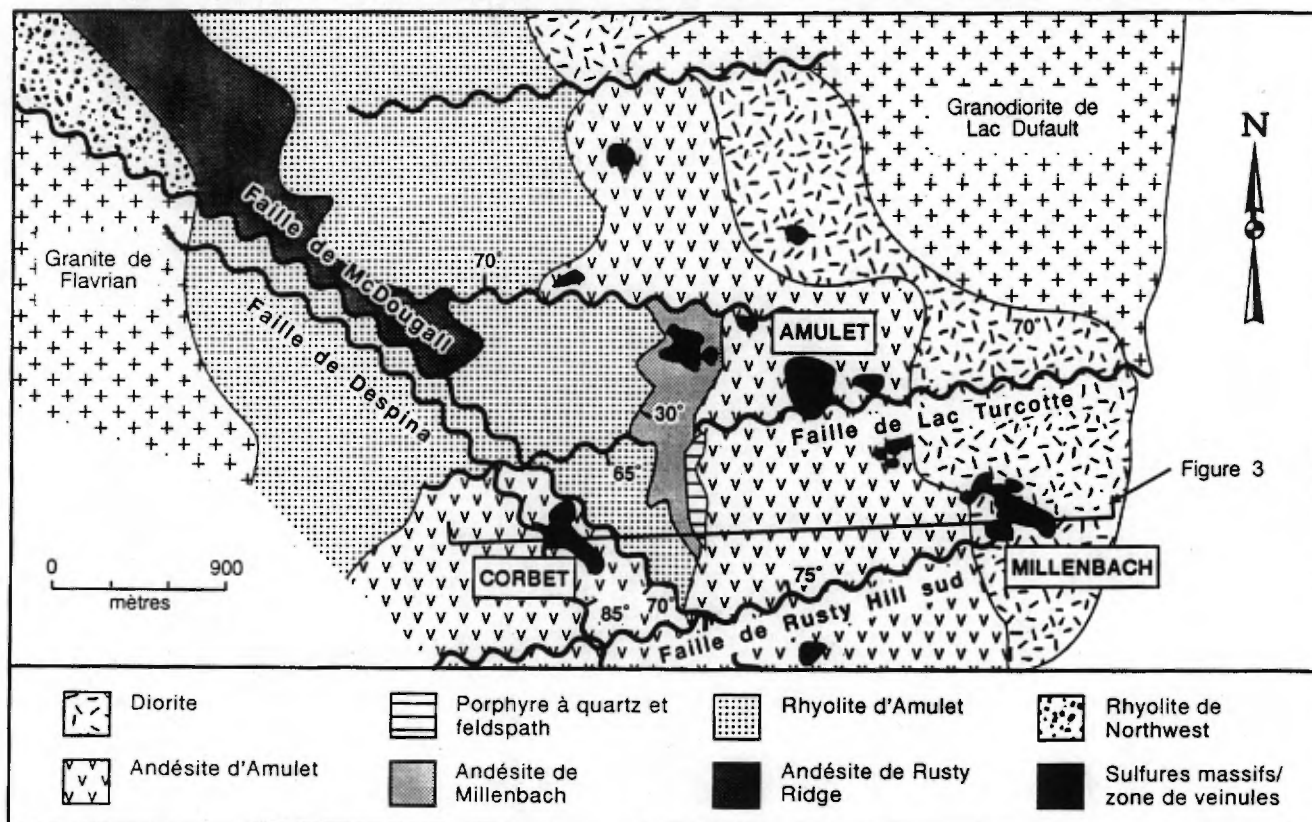 Granodiorite de
Lac Dufault
N
Granite de
Flavrian
Faille de McDougall
Faille de Despina
70
AMULET
70°
30°
65°
Faille de Lac Turcotte
Figure 3
0 900
mètres
CORBET
MILLENBACH
75°
85°
70°
Faille de Rusty Hill sud
Diorite
Andésite d'Amulet
Porphyre à quartz et
feldspath
Andésite de
Millenbach
Rhyolite d'Amulet
Andésite de Rusty
Ridge
Rhyolite de
Northwest
Sulfures massifs/
zone de veinules